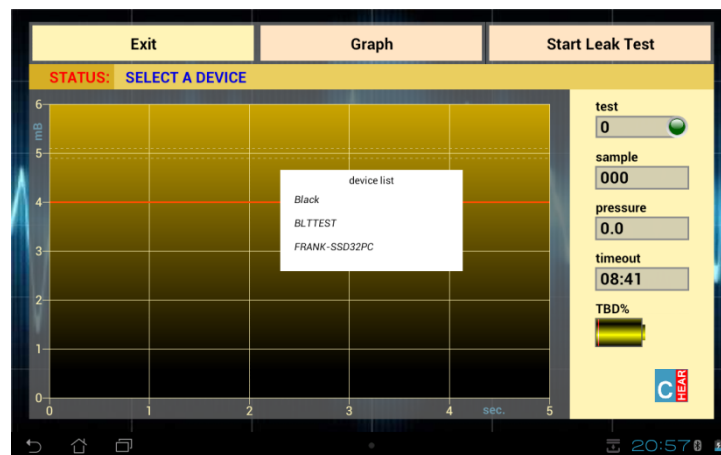 Exit
Graph
Start Leak Test
STATUS: SELECT A DEVICE
6
mB
5
4
3
2
1
0
0 1 2 3 4 sec. 5
device list
Black
BLTTEST
FRANK-SSD32PC
test
0
sample
000
pressure
0.0
timeout
08:41
TBD%
C HEAR
20:57